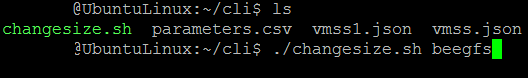 @UbuntuLinux:~/cli$ ls
changesize.sh parameters.csv vmss1.json vmss.json
@UbuntuLinux:~/cli$ ./changesize.sh beegfs